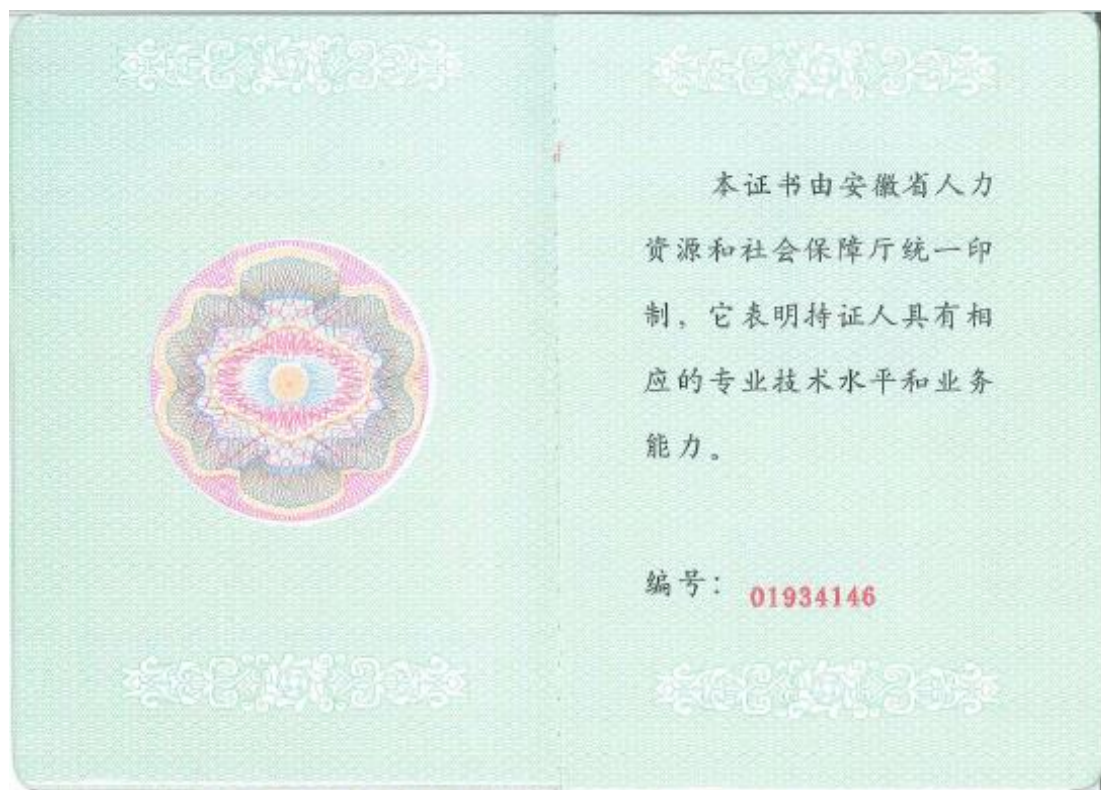 本证书由安徽省人力
资源和社会保障厅统一印
制，它表明持证人具有相
应的专业技术水平和业务
能力。
编号：01934146